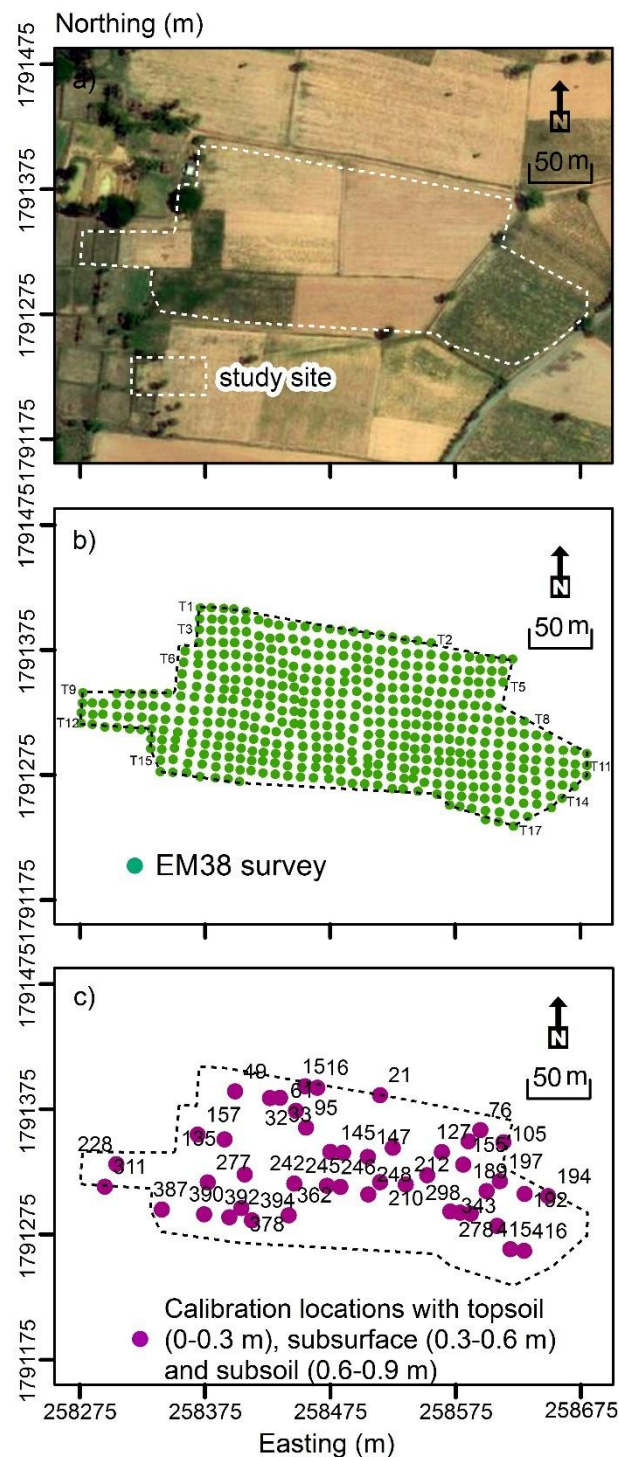 Northing (m)
1791475
a)
N
50 m
1791375
1791275
study site
1791175
1791475
b)
N
50 m
T1
T3
T2
1791375
T6
T5
T9
T8
T12
T11
1791275
T15
T14
T17
EM38 survey
1791175
1791475
c)
N
50 m
49
61
1516
21
1791375
32
33
95
157
135
76
105
127
155
145
147
228
311
277
242
245
246
248
212
189
197
194
192
387
390
392
394
362
210
298
343
1791275
378
278
415
416
Calibration locations with topsoil
(0-0.3 m), subsurface (0.3-0.6 m)
and subsoil (0.6-0.9 m)
1791175
258275
258375
258475
258575
258675
Easting (m)